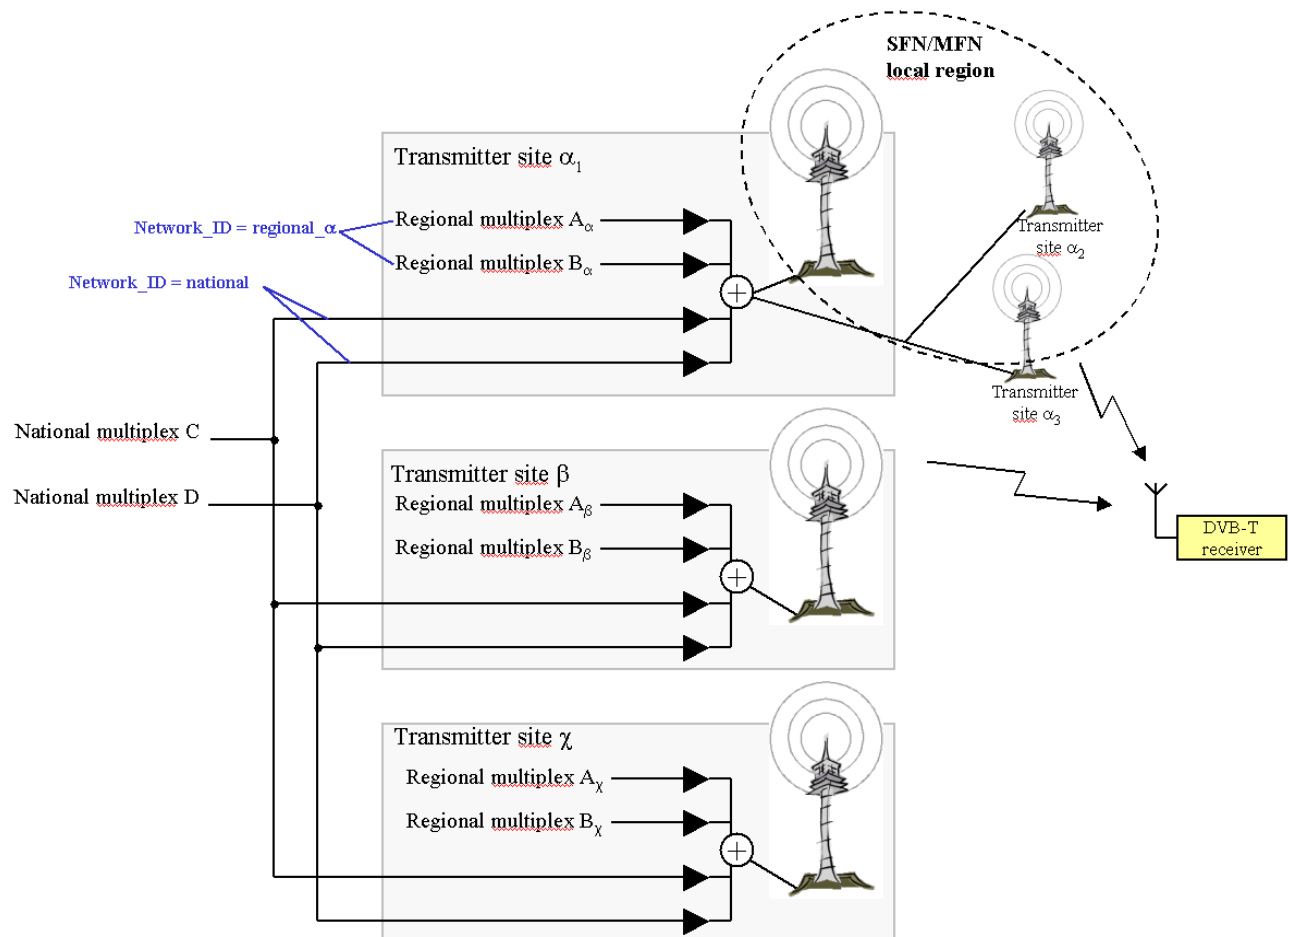 SFN/MFN
local region
Transmitter site α1
Regional multiplex Aα
Network_ID = regional_α
Regional multiplex Bα
Network_ID = national
Transmitter
site α2
Transmitter
site α3
National multiplex C
National multiplex D
Transmitter site β
Regional multiplex Aβ
Regional multiplex Bβ
DVB-T
receiver
Transmitter site χ
Regional multiplex Aχ
Regional multiplex Bχ